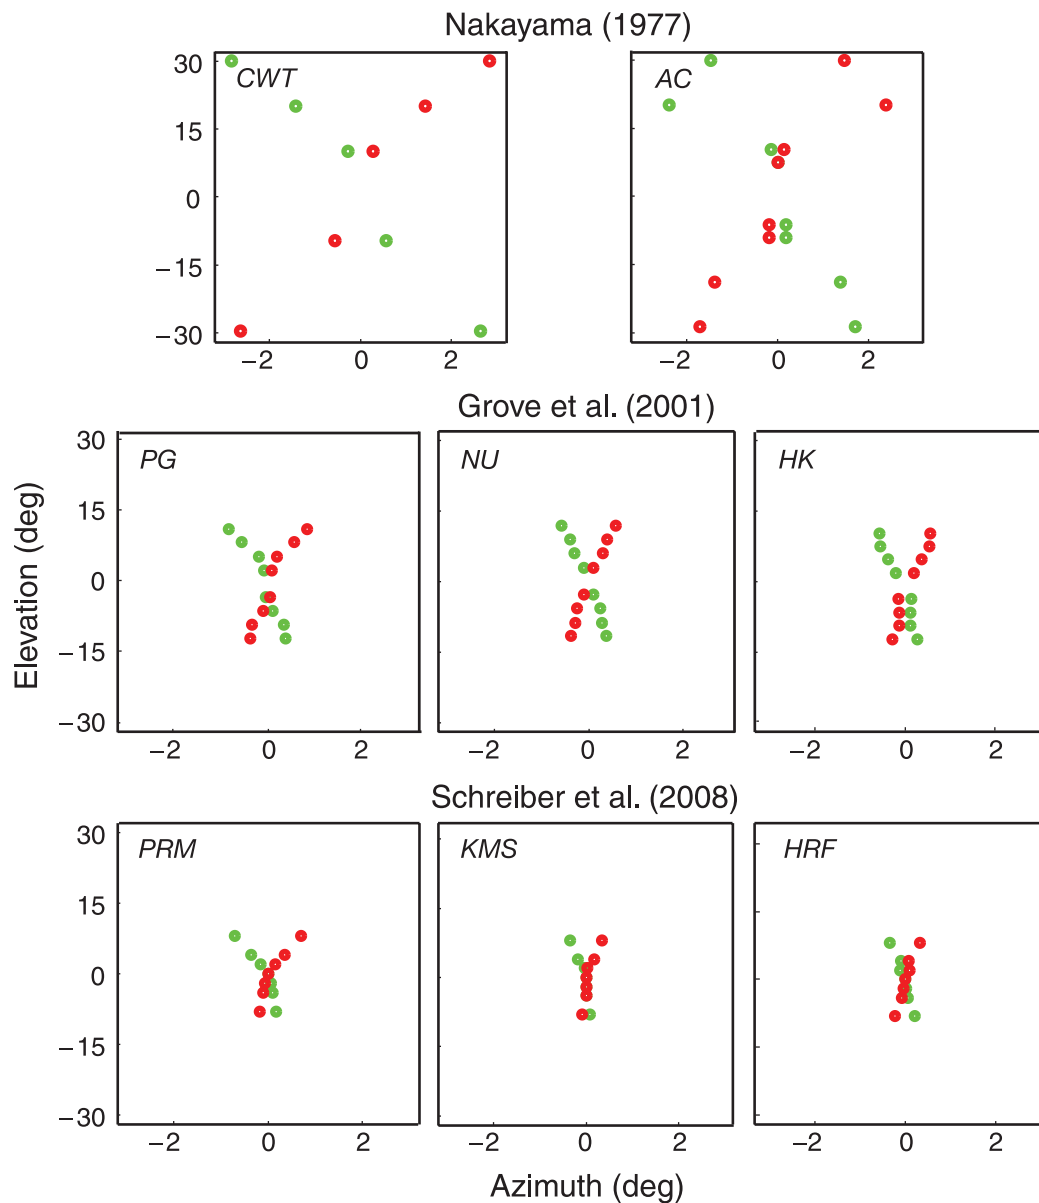 Nakayama (1977)
CWT
AC
30
15
0
−15
−30
−2 0 2
−2 0 2
Grove et al. (2001)
PG
NU
HK
30
15
0
−15
−30
−2 0 2
−2 0 2
−2 0 2
Elevation (deg)
Schreiber et al. (2008)
PRM
KMS
HRF
30
15
0
−15
−30
−2 0 2
−2 0 2
−2 0 2
Azimuth (deg)